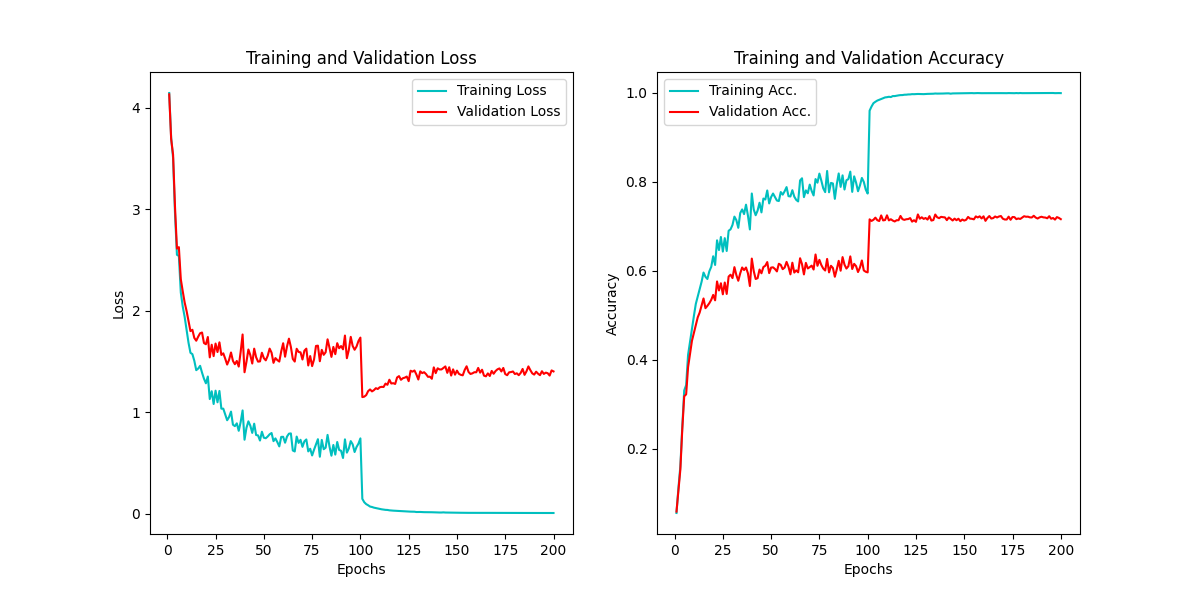 Training and Validation Loss
Training Loss
Validation Loss
4
3
2
1
0
Loss
0 25 50 75 100 125 150 175 200
Epochs
Training and Validation Accuracy
Training Acc.
Validation Acc.
1.0
0.8
0.6
0.4
0.2
Accuracy
0 25 50 75 100 125 150 175 200
Epochs